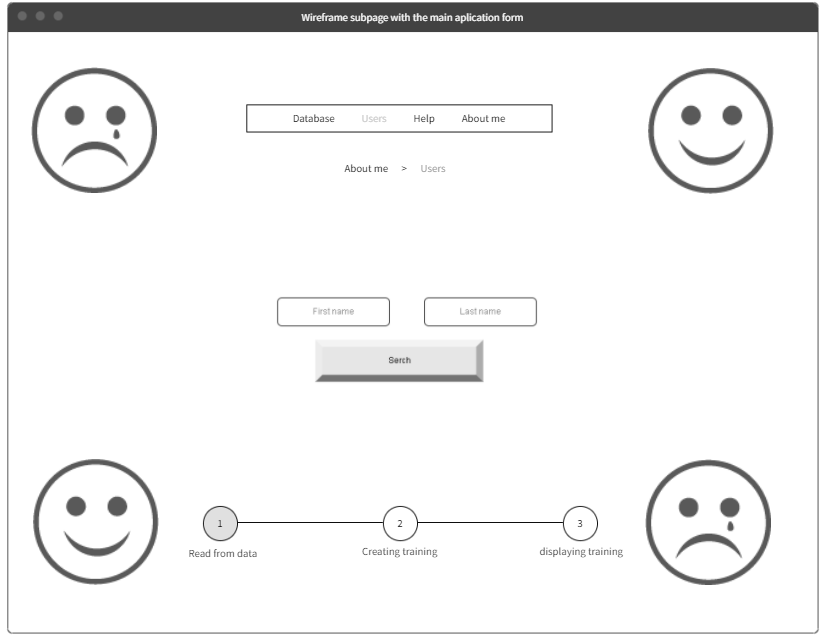 Wireframe subpage with the main aplication form
Database Users Help About me
About me > Users
First name Last name
Serch
1 2 3
Read from data Creating training displaying training